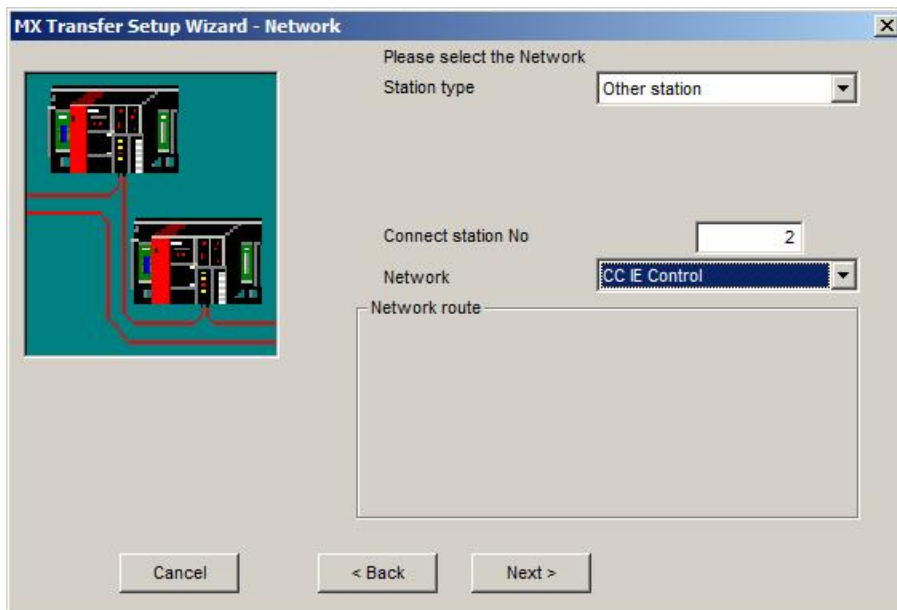 MX Transfer Setup Wizard - Network
Please select the Network
Station type
Other station
Connect station No
2
Network
CC IE Control
Network route
Cancel
< Back
Next >